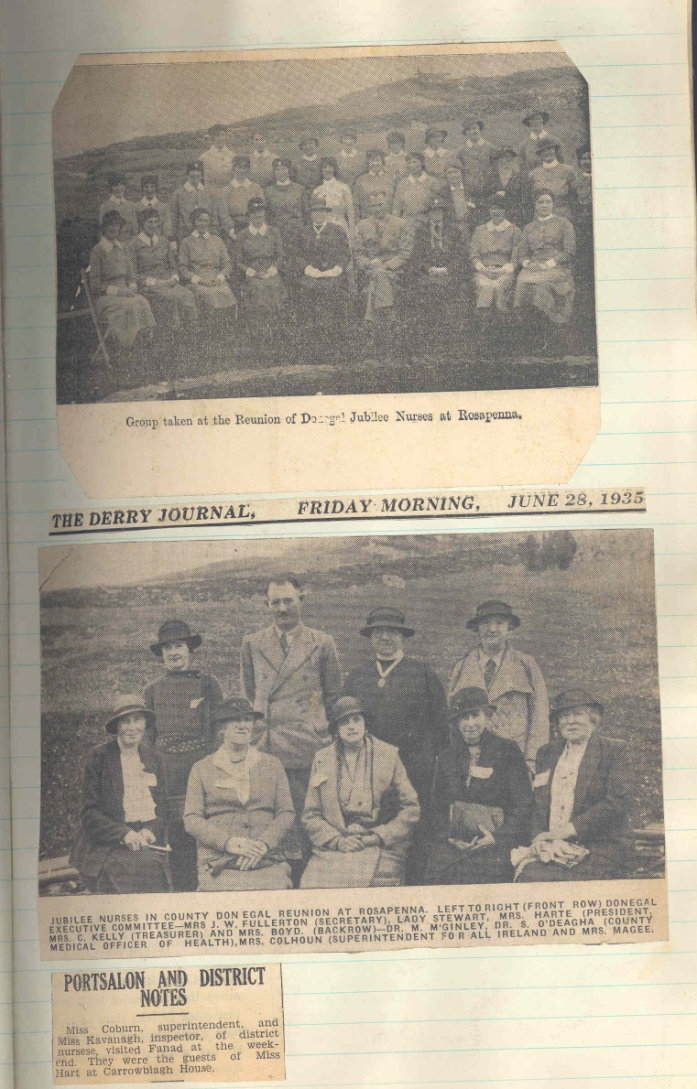 Group taken at the Reunion of Donegal Jubilee Nurses at Rosapenna.
THE DERRY JOURNAL, FRIDAY MORNING, JUNE 28, 1935
JUBILEE NURSES IN COUNTY DONEGAL REUNION AT ROSAPENNA. LEFT TO RIGHT (FRONT ROW) DONEGAL
EXECUTIVE COMMITTEE—MRS J. W. FULLERTON (SECRETARY), LADY STEWART, MRS. HARTE (PRESIDENT,
MRS. C. KELLY (TREASURER) AND MRS. BOYD. (BACKROW)—DR. M. M'GINLEY, DR. S. O'DEAGHA (COUNTY
MEDICAL OFFICER OF HEALTH), MRS. COLHOUN (SUPERINTENDENT FOR ALL IRELAND AND MRS. MAGEE.
PORTSALON AND DISTRICT
NOTES
Miss Coburn, superintendent, and
Miss Kavanagh, inspector, of district
nursese, visited Fanad at the week-
end. They were the guests of Miss
Hart at Carrowblagh House.